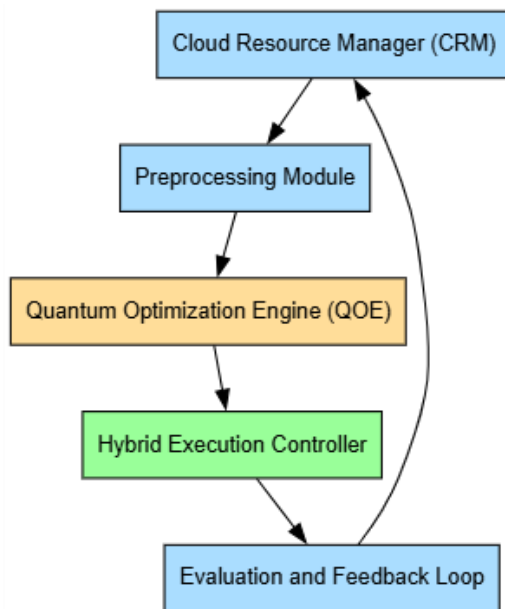 Cloud Resource Manager (CRM)
Preprocessing Module
Quantum Optimization Engine (QOE)
Hybrid Execution Controller
Evaluation and Feedback Loop